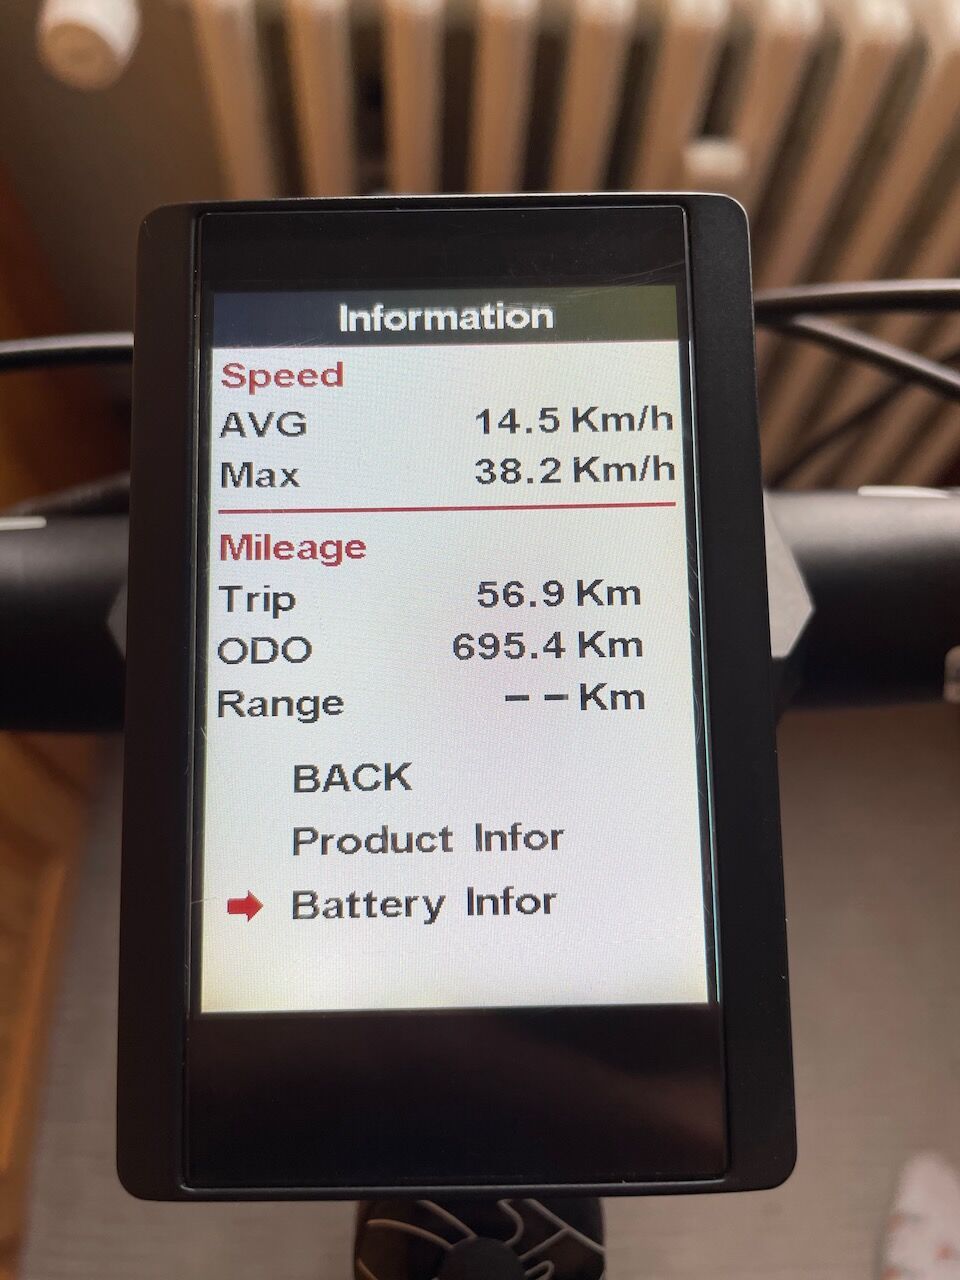 Information
Speed
AVG 14.5 Km/h
Max 38.2 Km/h
Mileage
Trip 56.9 Km
ODO 695.4 Km
Range – – Km
BACK
Product Infor
Battery Infor